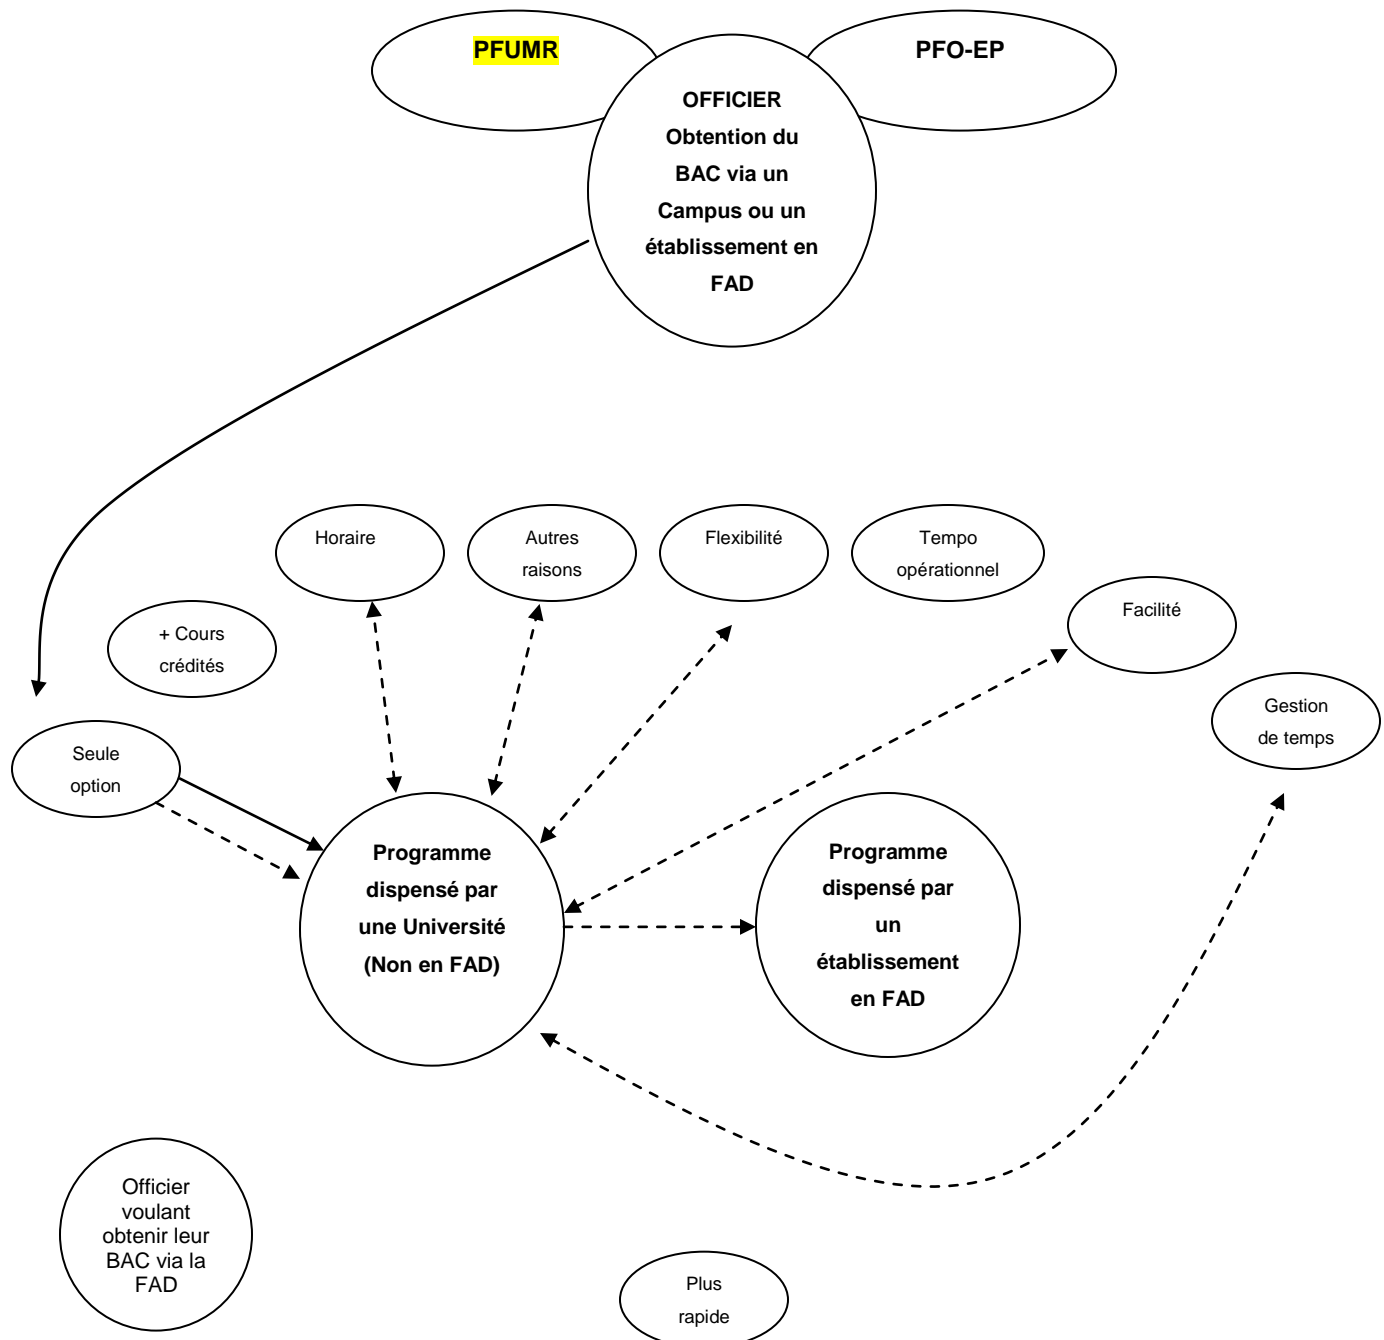 PFUMR
PFO-EP
OFFICIER
Obtention du
BAC via un
Campus ou un
établissement en
FAD
Horaire
Autres
raisons
Flexibilité
Tempo
opérationnel
Facilité
+ Cours
crédités
Gestion
de temps
Seule
option
Programme
dispensé par
une Université
(Non en FAD)
Programme
dispensé par
un
établissement
en FAD
Officier
voulant
obtenir leur
BAC via la
FAD
Plus
rapide